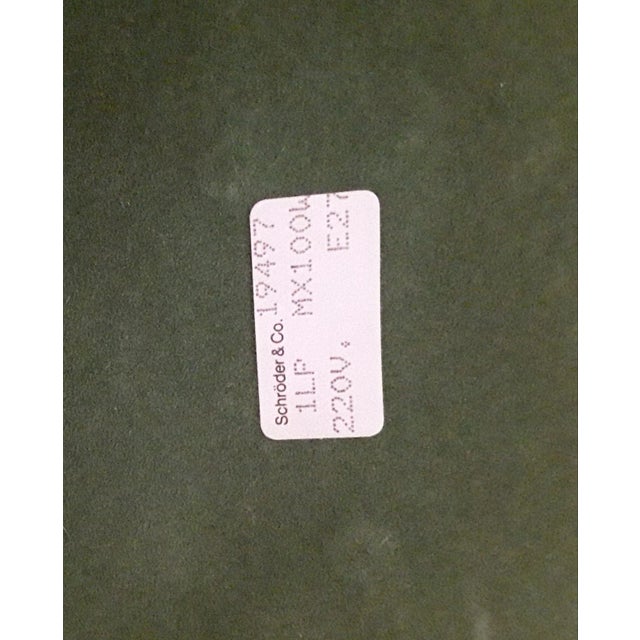 Schröder & Co. 19497
1LP MX100W
220V. E27